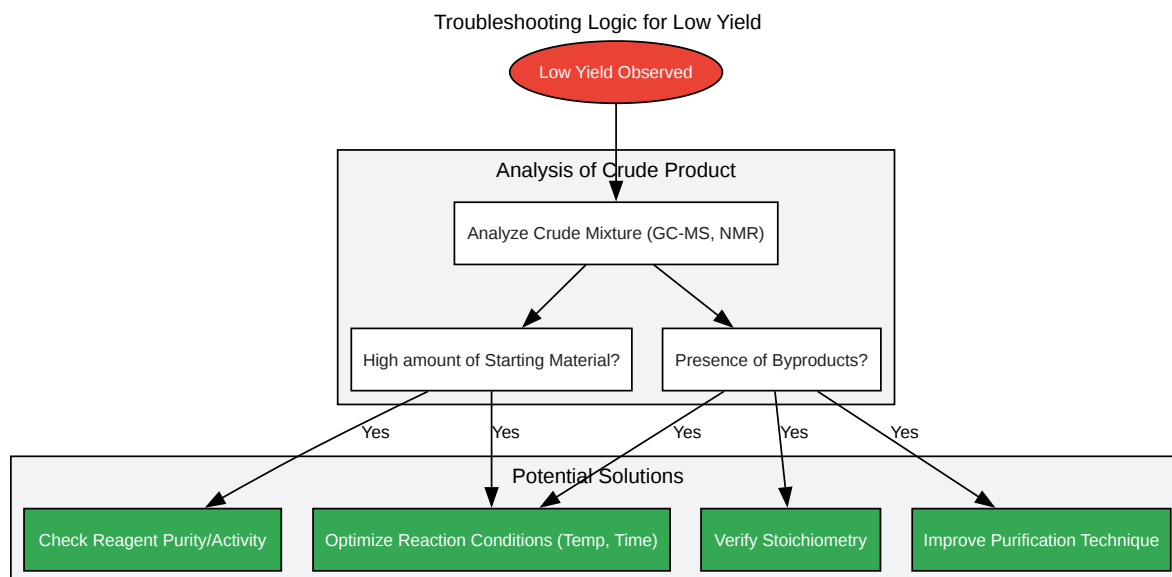 Troubleshooting Logic for Low Yield
Low Yield Observed
Analysis of Crude Product
Analyze Crude Mixture (GC-MS, NMR)
High amount of Starting Material?
Presence of Byproducts?
Yes
Yes
Yes
Yes
Yes
Potential Solutions
Check Reagent Purity/Activity
Optimize Reaction Conditions (Temp, Time)
Verify Stoichiometry
Improve Purification Technique